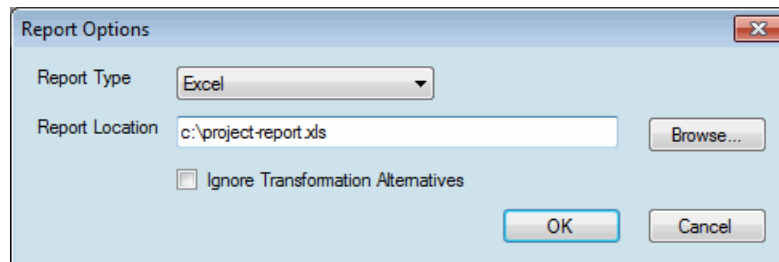 Report Options
Report Type
Excel
Report Location
c:\project-report.xls
Browse...
Ignore Transformation Alternatives
OK
Cancel